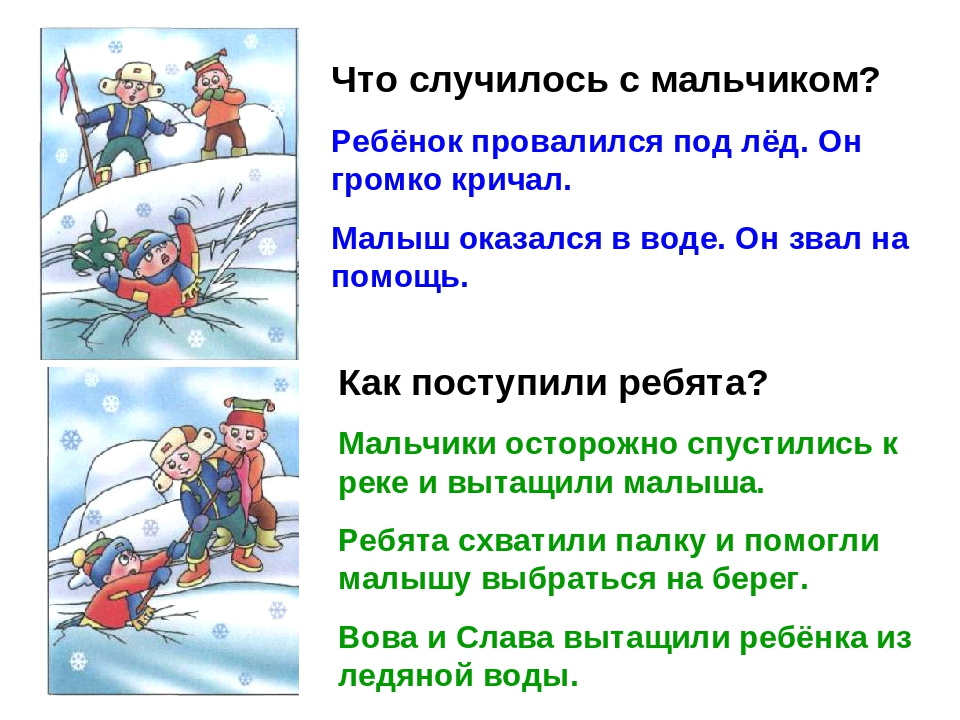 Что случилось с мальчиком?
Ребёнок провалился под лёд. Он
громко кричал.
Малыш оказался в воде. Он звал на
помощь.
Как поступили ребята?
Мальчики осторожно спустились к
реке и вытащили малыша.
Ребята схватили палку и помогли
малышу выбраться на берег.
Вова и Слава вытащили ребёнка из
ледяной воды.